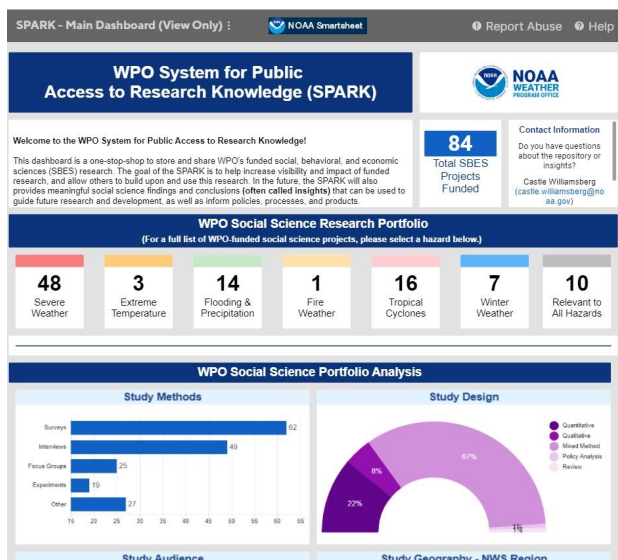 SPARK - Main Dashboard (View Only)
NOAA Smartsheet
Report Abuse
Help
WPO System for Public
Access to Research Knowledge (SPARK)
NOAA
NOAA
WEATHER
PROGRAM OFFICE
Welcome to the WPO System for Public Access to Research Knowledge!
This dashboard is a one-stop-shop to store and share WPO's funded social, behavioral, and economic
sciences (SBES) research. The goal of the SPARK is to help increase visibility and impact of funded
research, and allow others to build upon and use this research. In the future, the SPARK will also
provides meaningful social science findings and conclusions (often called insights) that can be used to
guide future research and development, as well as inform policies, processes, and products.
84
Total SBES
Projects
Funded
Contact Information
Do you have questions
about the repository or
insights?
Castle Williamsberg
(castle.williamsberg@no
aa.gov)
WPO Social Science Research Portfolio
(For a full list of WPO-funded social science projects, please select a hazard below.)
48
Severe
Weather
3
Extreme
Temperature
14
Flooding &
Precipitation
1
Fire
Weather
16
Tropical
Cyclones
7
Winter
Weather
10
Relevant to
All Hazards
WPO Social Science Portfolio Analysis
Study Methods
Surveys 62
Interviews 49
Focus Groups 25
Experiments 19
Other 27
15 20 25 30 35 40 45 50 55 60 65
Study Design
22%
8%
67%
Quantitative
Qualitative
Mixed Method
Policy Analysis
Review
Study Audience
Study Geography - NWS Region